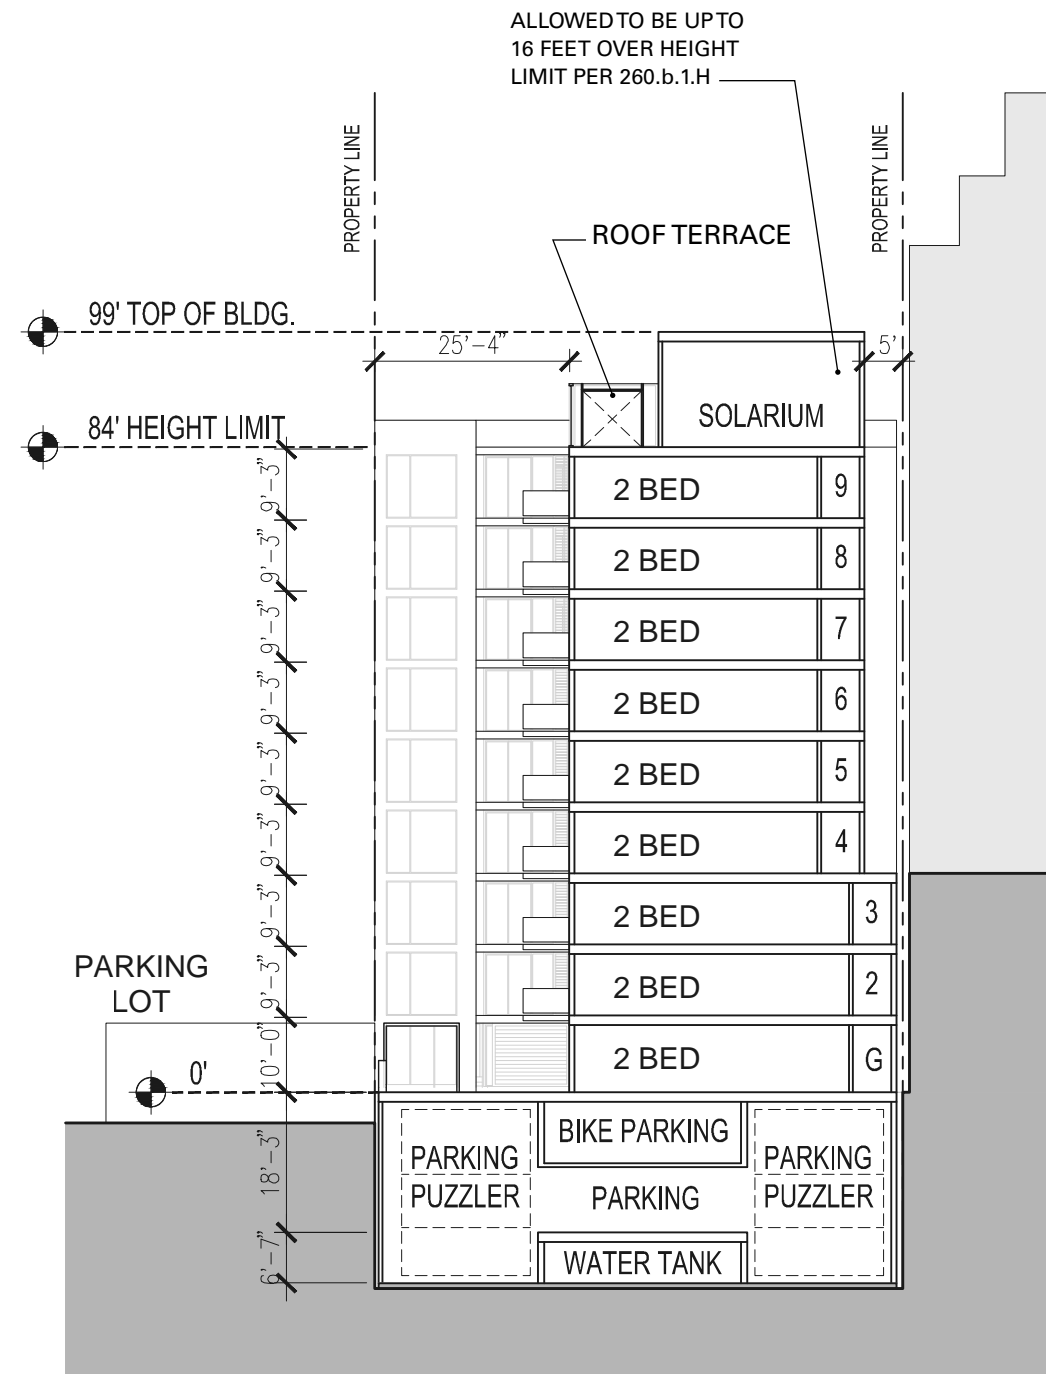 ALLOWED TO BE UP TO
16 FEET OVER HEIGHT
LIMIT PER 260.b.1.H
PROPERTY LINE
PROPERTY LINE
ROOF TERRACE
99' TOP OF BLDG.
25'-4"
5'
SOLARIUM
84' HEIGHT LIMIT
9'-3"
2 BED
9
9'-3"
2 BED
8
9'-3"
2 BED
7
9'-3"
2 BED
6
9'-3"
2 BED
5
9'-3"
2 BED
4
9'-3"
2 BED
3
PARKING
LOT
9'-3"
2 BED
2
10'-0"
2 BED
G
0'
18'-3"
BIKE PARKING
PARKING
PUZZLER
PARKING
PARKING
PUZZLER
6'-7"
WATER TANK